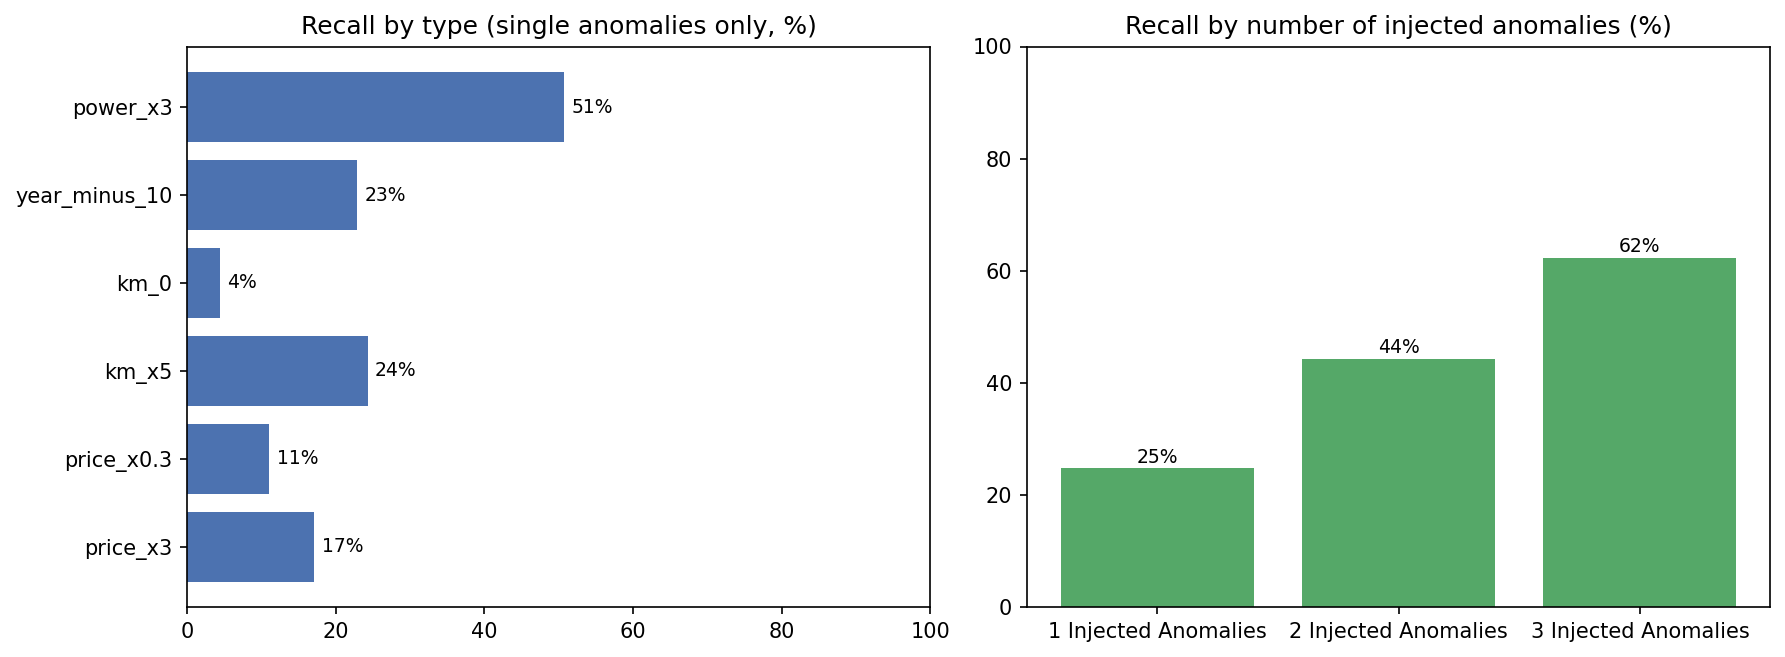 Recall by type (single anomalies only, %)
power_x3
51%
year_minus_10
23%
km_0
4%
km_x5
24%
price_x0.3
11%
price_x3
17%
0 20 40 60 80 100
Recall by number of injected anomalies (%)
100
80
60
40
20
0
25%
44%
62%
1 Injected Anomalies 2 Injected Anomalies 3 Injected Anomalies